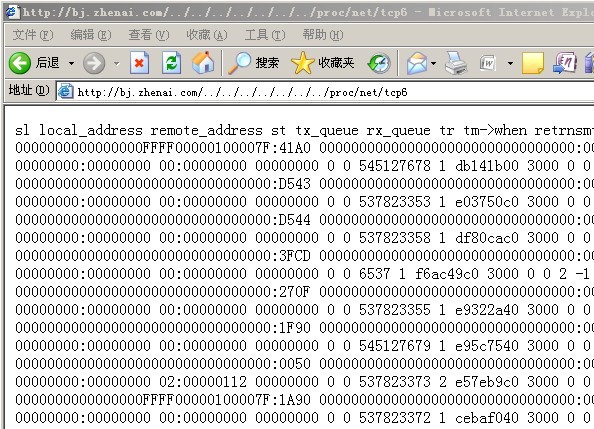 http://bj.zhenai.com/../../../../../../proc/net/tcp6 - Microsoft Internet Explo
文件(F) 编辑(E) 查看(V) 收藏(A) 工具(T) 帮助(H)
后退 搜索 收藏夹
地址(D) http://bj.zhenai.com/../../../../../../proc/net/tcp6
sl local_address remote_address st tx_queue rx_queue tr tm->when retrnsm
0000000000000000FFFF00000100007F:41A0 00000000000000000000000000000000:0
00000000:00000000 00:00000000 00000000 0 0 545127678 1 db141b00 3000 0 0
00000000000000000000000000000000:D543 00000000000000000000000000000000:0
00000000:00000000 00:00000000 00000000 0 0 537823353 1 e03750c0 3000 0 0
00000000000000000000000000000000:D544 00000000000000000000000000000000:0
00000000:00000000 00:00000000 00000000 0 0 537823358 1 df80cac0 3000 0 0
00000000000000000000000000000000:3FCD 00000000000000000000000000000000:0
00000000:00000000 00:00000000 00000000 0 0 6537 1 f6ac49c0 3000 0 0 2 -1
00000000000000000000000000000000:270F 00000000000000000000000000000000:0
00000000:00000000 00:00000000 00000000 0 0 537823355 1 e9322a40 3000 0 0
00000000000000000000000000000000:1F90 00000000000000000000000000000000:0
00000000:00000000 00:00000000 00000000 0 0 545127679 1 e95c7540 3000 0 0
00000000000000000000000000000000:0050 00000000000000000000000000000000:0
00000000:00000000 02:00000112 00000000 0 0 537823373 2 e57eb9c0 3000 0 0
0000000000000000FFFF00000100007F:1A90 00000000000000000000000000000000:0
00000000:00000000 00:00000000 00000000 0 0 537823372 1 cebaf040 3000 0 0